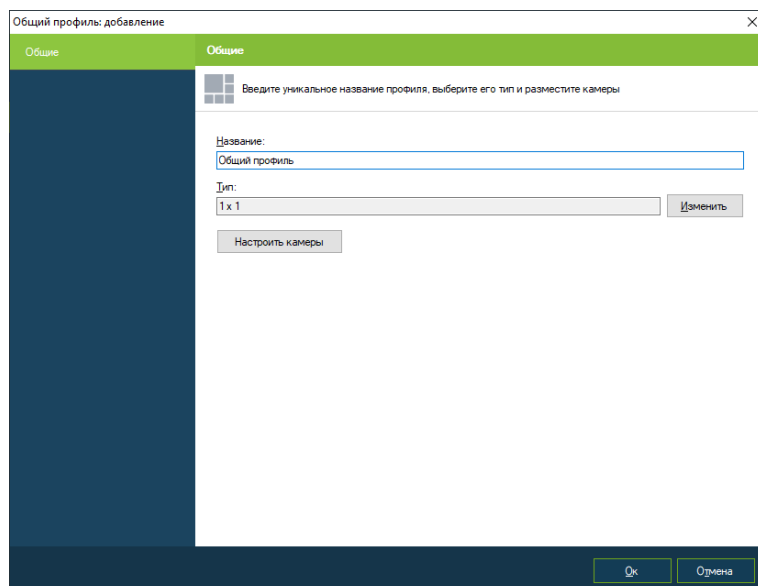 Общий профиль: добавление
Общие
Общие
Введите уникальное название профиля, выберите его тип и разместите камеры
Название:
Общий профиль
Тип:
1 x 1
Изменить
Настроить камеры
Ок
Отмена